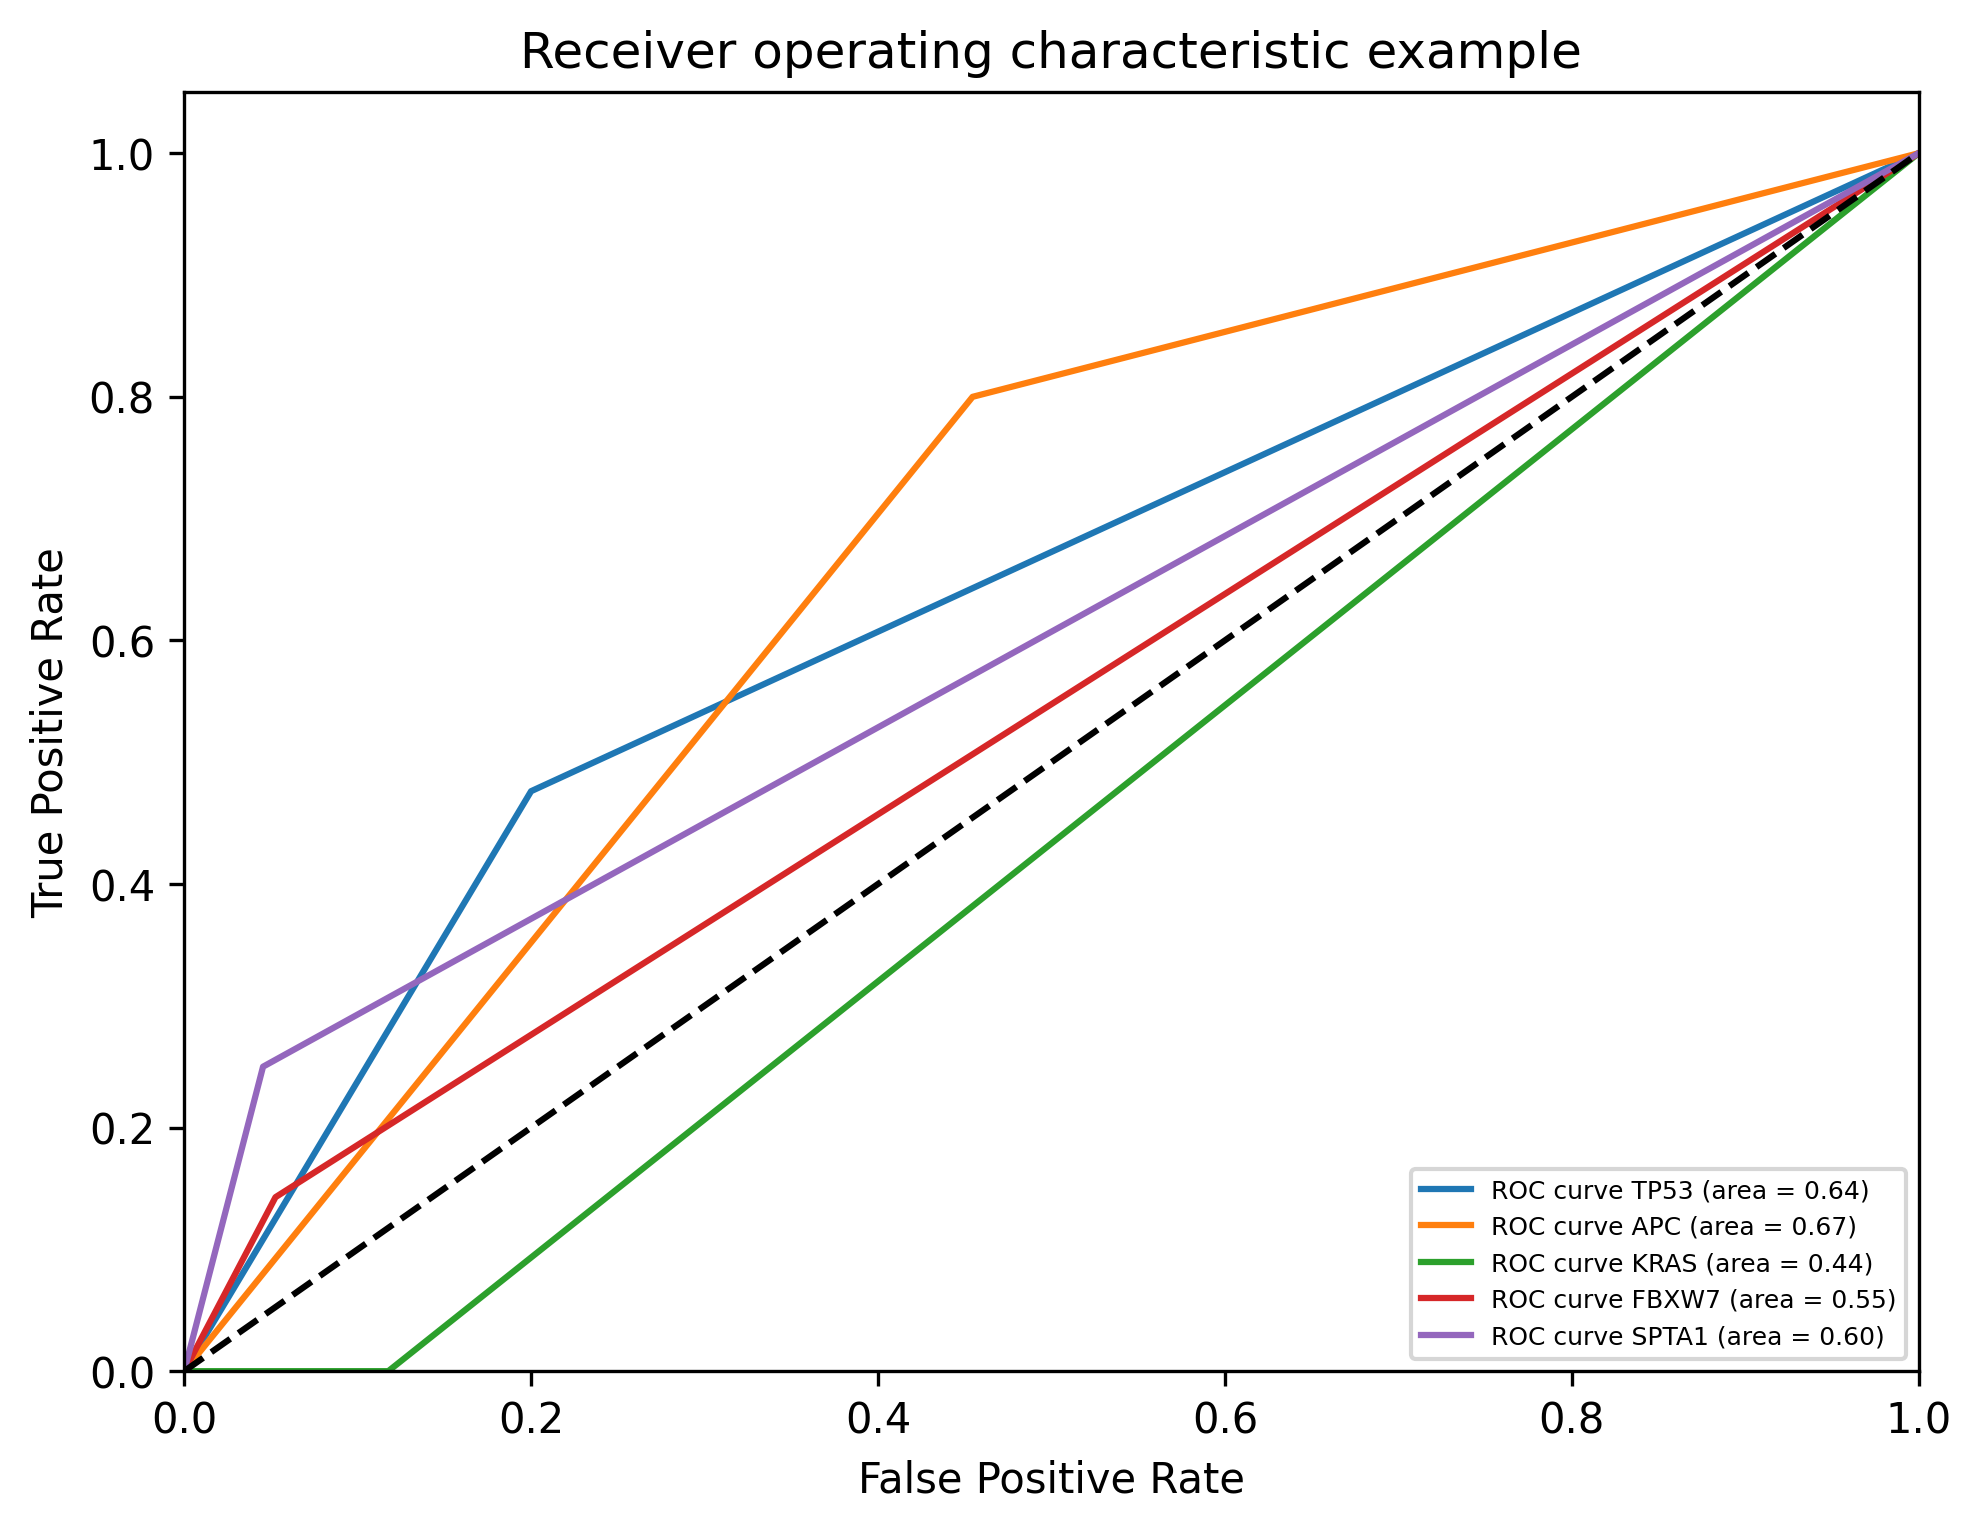 Receiver operating characteristic example
True Positive Rate
1.0
0.8
0.6
0.4
0.2
0.0
ROC curve TP53 (area = 0.64)
ROC curve APC (area = 0.67)
ROC curve KRAS (area = 0.44)
ROC curve FBXW7 (area = 0.55)
ROC curve SPTA1 (area = 0.60)
0.0 0.2 0.4 0.6 0.8 1.0
False Positive Rate